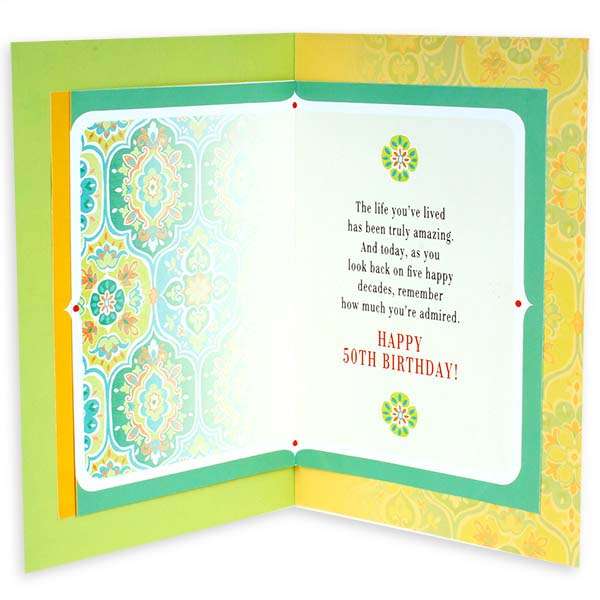 The life you've lived
has been truly amazing.
And today, as you
look back on five happy
decades, remember
how much you're admired.
HAPPY
50TH BIRTHDAY!